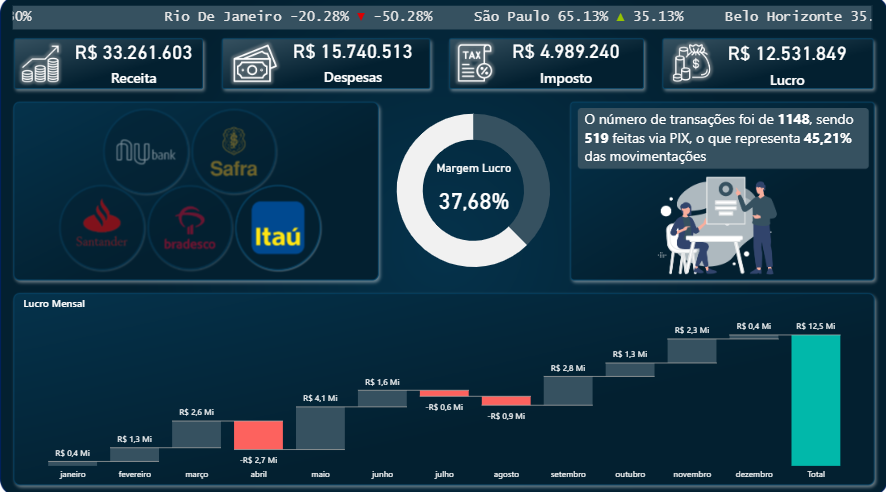 50% Rio De Janeiro -20.28% ▼ -50.28% São Paulo 65.13% ▲ 35.13% Belo Horizonte 35.
R$ 33.261.603
Receita
R$ 15.740.513
Despesas
TAX
%
R$ 4.989.240
Imposto
$
R$ 12.531.849
Lucro
nu bank
Safra
Santander
bradesco
Itaú
Margem Lucro
37,68%
O número de transações foi de 1148, sendo
519 feitas via PIX, o que representa 45,21%
das movimentações
Lucro Mensal
R$ 0,4 Mi
R$ 1,3 Mi
R$ 2,6 Mi
-R$ 2,7 Mi
R$ 4,1 Mi
R$ 1,6 Mi
-R$ 0,6 Mi
-R$ 0,9 Mi
R$ 2,8 Mi
R$ 1,3 Mi
R$ 2,3 Mi
R$ 0,4 Mi
R$ 12,5 Mi
janeiro fevereiro março abril maio junho julho agosto setembro outubro novembro dezembro Total